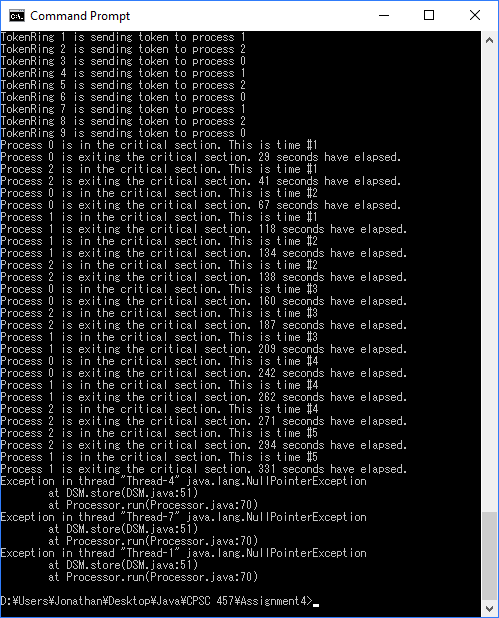 Command Prompt
TokenRing 1 is sending token to process 1
TokenRing 2 is sending token to process 2
TokenRing 3 is sending token to process 0
TokenRing 4 is sending token to process 1
TokenRing 5 is sending token to process 2
TokenRing 6 is sending token to process 0
TokenRing 7 is sending token to process 1
TokenRing 8 is sending token to process 2
TokenRing 9 is sending token to process 0
Process 0 is in the critical section. This is time #1
Process 0 is exiting the critical section. 29 seconds have elapsed.
Process 2 is in the critical section. This is time #1
Process 2 is exiting the critical section. 41 seconds have elapsed.
Process 0 is in the critical section. This is time #2
Process 0 is exiting the critical section. 67 seconds have elapsed.
Process 1 is in the critical section. This is time #1
Process 1 is exiting the critical section. 118 seconds have elapsed.
Process 1 is in the critical section. This is time #2
Process 1 is exiting the critical section. 134 seconds have elapsed.
Process 2 is in the critical section. This is time #2
Process 2 is exiting the critical section. 138 seconds have elapsed.
Process 0 is in the critical section. This is time #3
Process 0 is exiting the critical section. 160 seconds have elapsed.
Process 2 is in the critical section. This is time #3
Process 2 is exiting the critical section. 187 seconds have elapsed.
Process 1 is in the critical section. This is time #3
Process 1 is exiting the critical section. 209 seconds have elapsed.
Process 0 is in the critical section. This is time #4
Process 0 is exiting the critical section. 242 seconds have elapsed.
Process 1 is in the critical section. This is time #4
Process 1 is exiting the critical section. 262 seconds have elapsed.
Process 2 is in the critical section. This is time #4
Process 2 is exiting the critical section. 271 seconds have elapsed.
Process 2 is in the critical section. This is time #5
Process 2 is exiting the critical section. 294 seconds have elapsed.
Process 1 is in the critical section. This is time #5
Process 1 is exiting the critical section. 331 seconds have elapsed.
Exception in thread "Thread-4" java.lang.NullPointerException
at DSM.store(DSM.java:51)
at Processor.run(Processor.java:70)
Exception in thread "Thread-7" java.lang.NullPointerException
at DSM.store(DSM.java:51)
at Processor.run(Processor.java:70)
Exception in thread "Thread-1" java.lang.NullPointerException
at DSM.store(DSM.java:51)
at Processor.run(Processor.java:70)
D:¥Users¥Jonathan¥Desktop¥Java¥CPSC 457¥Assignment4>